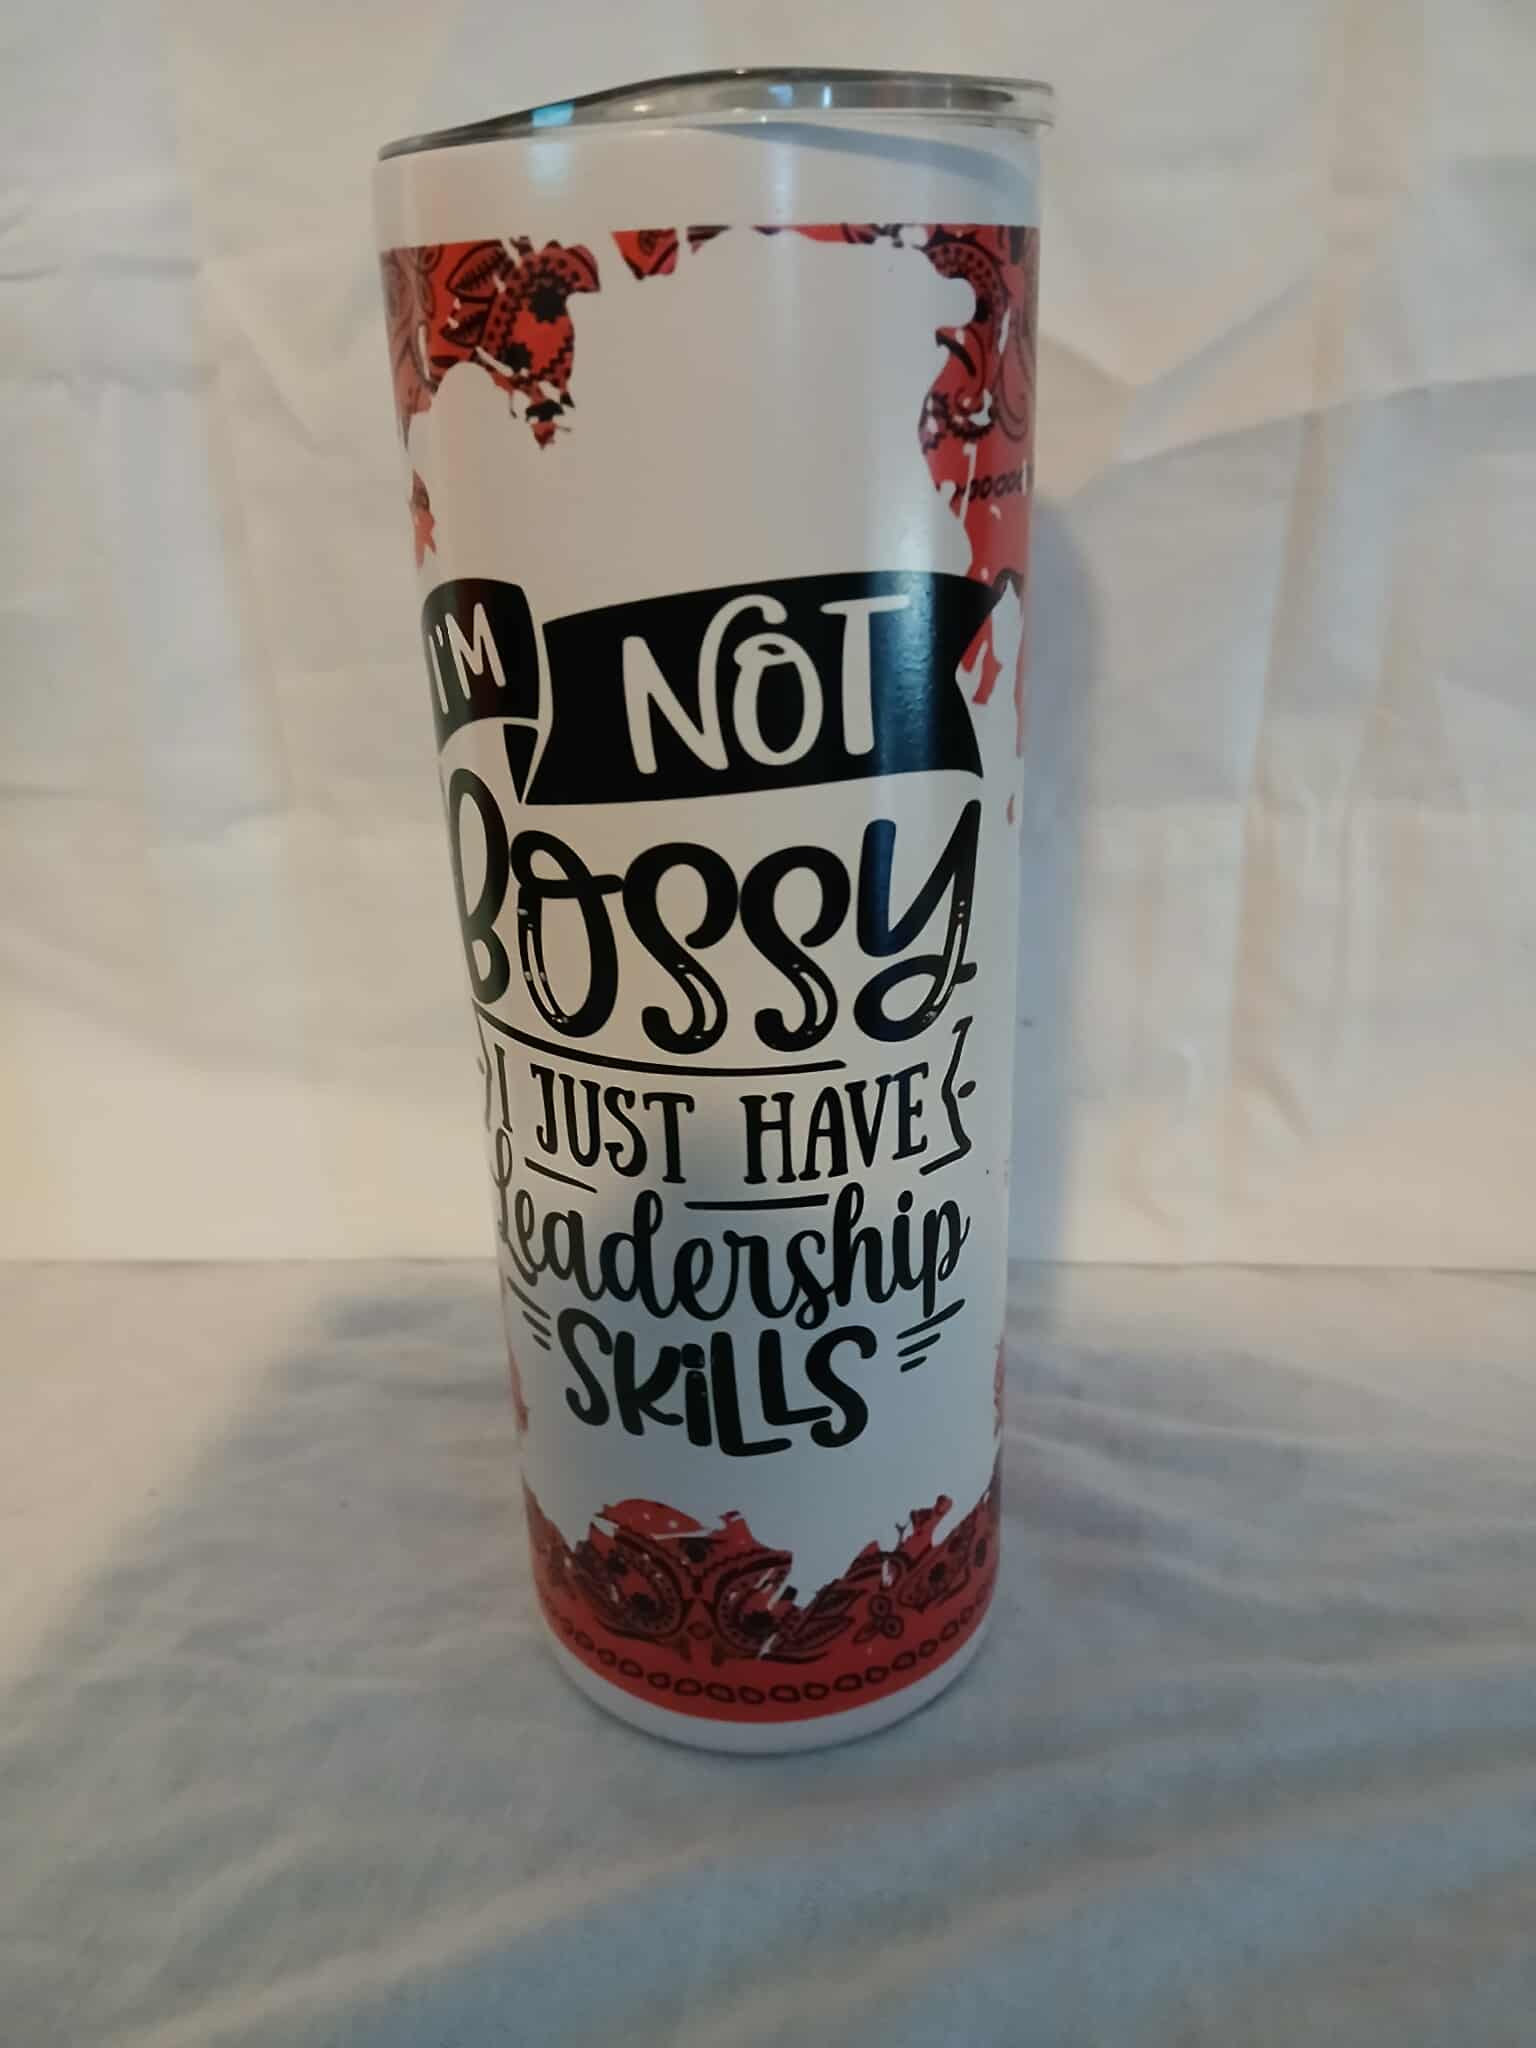 I'M NOT
BOSSY
I JUST HAVE
Leadership
SKiLLS